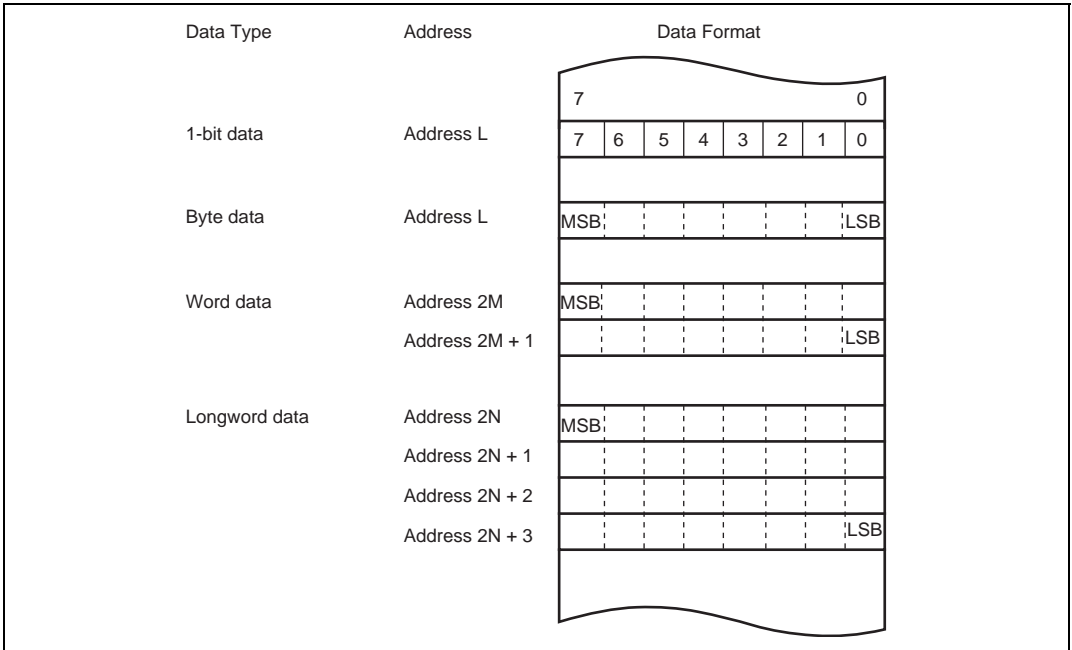 Data Type Address Data Format
7 0
1-bit data Address L 7 6 5 4 3 2 1 0
Byte data Address L MSB LSB
Word data Address 2M MSB
Address 2M + 1 LSB
Longword data Address 2N MSB
Address 2N + 1
Address 2N + 2
Address 2N + 3 LSB